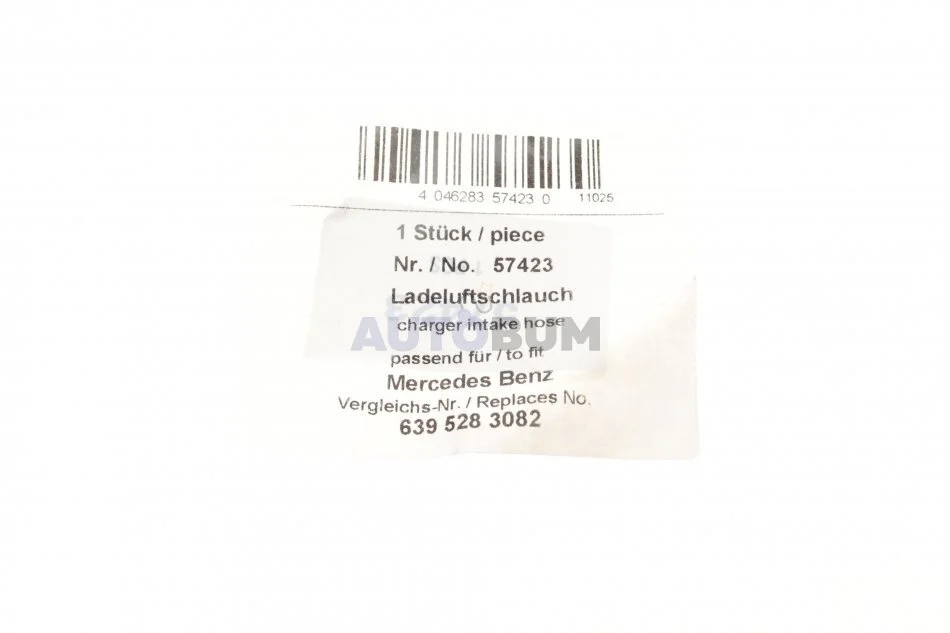 4 046283 57423 0 11025
1 Stück / piece
Nr. / No. 57423
Ladeluftschlauch
charger intake hose
AUTOBUM
passend für / to fit
Mercedes Benz
Vergleichs-Nr. / Replaces No.
639 528 3082